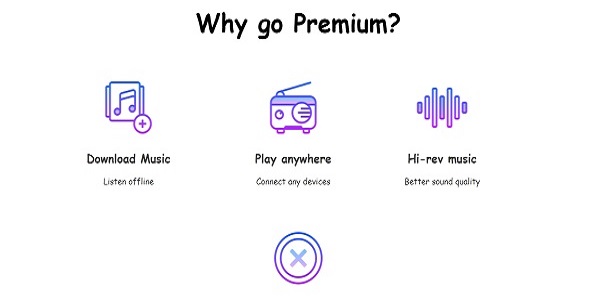 Why go Premium?
Download Music
Play anywhere
Hi-rev music
Listen offline
Connect any devices
Better sound quality